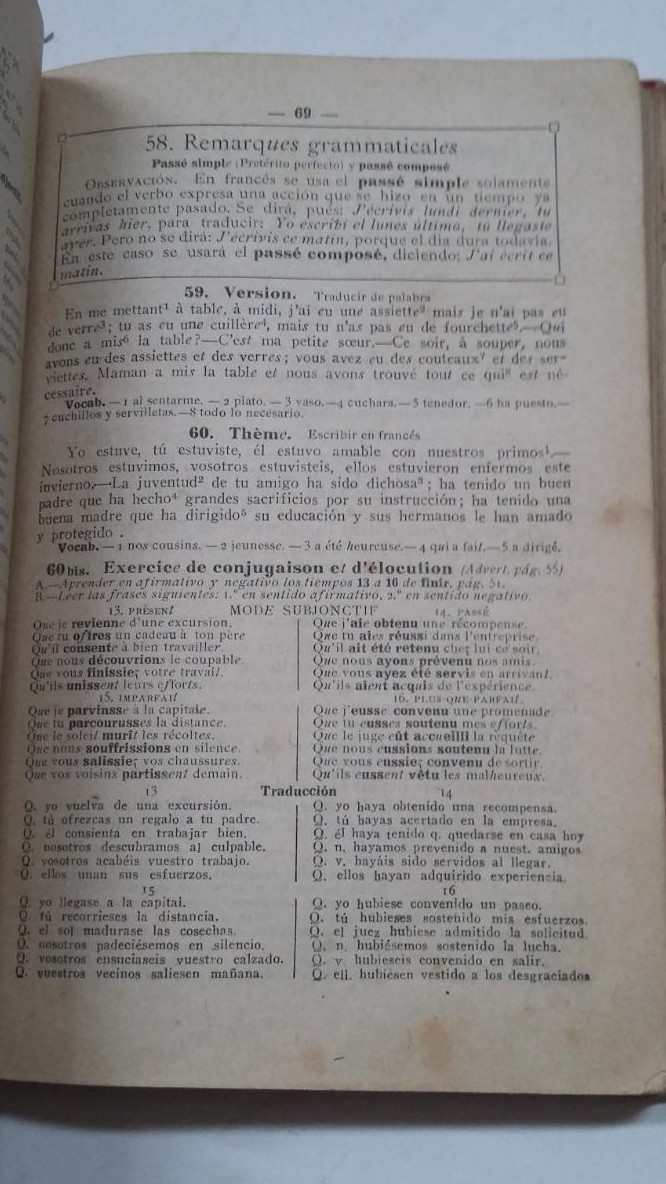 — 69 —
58. Remarques grammaticales
Passé simple (Pretérito perfecto) y passé composé
OBSERVACIÓN. En francés se usa el passé simple solamente
cuando el verbo expresa una acción que se hizo en un tiempo ya
completamente pasado. Se dirá, pues: J'écrivis lundi dernier, tu
arrivas hier, para traducir: Yo escribí el lunes último, tu llegaste
ayer. Pero no se dirá: J'écrivis ce matin, porque el día dura todavía.
En este caso se usará el passé composé, diciendo: J'ai écrit ce
matin.
59. Version. Traducir de palabra
En me mettant¹ à table, à midi, j'ai eu une assiette² mais je n'ai pas eu
de verre³; tu as eu une cuillère⁴, mais tu n'as pas eu de fourchette⁵.— Qui
donc a mis⁶ la table?—C'est ma petite sœur.—Ce soir, à souper, nous
avons eu des assiettes et des verres; vous avez eu des couteaux⁷ et des ser-
viettes. Maman a mis la table et nous avons trouvé tout ce qui⁸ est né-
cessaire.
Vocab.— 1 al sentarme. — 2 plato. — 3 vaso.—4 cuchara.— 5 tenedor. —6 ha puesto.—
7 cuchillos y servilletas.—8 todo lo necesario.
60. Thème. Escribir en francés
Yo estuve, tú estuviste, él estuvo amable con nuestros primos¹.—
Nosotros estuvimos, vosotros estuvisteis, ellos estuvieron enfermos este
invierno.—La juventud² de tu amigo ha sido dichosa³; ha tenido un buen
padre que ha hecho⁴ grandes sacrificios por su instrucción; ha tenido una
buena madre que ha dirigido⁵ su educación y sus hermanos le han amado
y protegido .
Vocab.— 1 nos cousins. — 2 jeunesse. — 3 a été heureuse.— 4 qui a fait.—5 a dirigé.
60 bis. Exercice de conjugaison et d'élocution (Advert. pág. 55)
A.—Aprender en afirmativo y negativo los tiempos 13 a 16 de finir, pág. 51.
B.—Leer las frases siguientes: 1.º en sentido afirmativo. 2.º en sentido negativo.
13. PRÉSENT MODE SUBJONCTIF 14. PASSÉ
Que je revienne d'une excursion. Que j'aie obtenu une récompense.
Que tu offres un cadeau à ton père Que tu aies réussi dans l'entreprise.
Qu'il consente à bien travailler. Qu'il ait été retenu chez lui ce soir.
Que nous découvrions le coupable. Que nous ayons prévenu nos amis.
Que vous finissiez votre travail. Que vous ayez été servis en arrivant.
Qu'ils unissent leurs efforts. Qu'ils aient acquis de l'expérience.
15. IMPARFAIT 16. PLUS-QUE-PARFAIT.
Que je parvinsse à la capitale. Que j'eusse convenu une promenade.
Que tu parcourusses la distance. Que tu eusses soutenu mes efforts.
Que le soleil murît les récoltes. Que le juge eût accueilli la requête
Que nous souffrissions en silence. Que nous eussions soutenu la lutte.
Que vous salissiez vos chaussures. Que vous eussiez convenu de sortir.
Que vos voisins partissent demain. Qu'ils eussent vêtu les malheureux.
13 Traducción 14
Q. yo vuelva de una excursión. Q. yo haya obtenido una recompensa.
Q. tú ofrezcas un regalo a tu padre. Q. tú hayas acertado en la empresa.
Q. él consienta en trabajar bien. Q. él haya tenido q. quedarse en casa hoy
Q. nosotros descubramos al culpable. Q. n. hayamos prevenido a nuest. amigos
Q. vosotros acabéis vuestro trabajo. Q. v. hayáis sido servidos al llegar.
Q. ellos unan sus esfuerzos. Q. ellos hayan adquirido experiencia.
15 16
Q. yo llegase a la capital. Q. yo hubiese convenido un paseo.
Q. tú recorrieses la distancia. Q. tú hubieses sostenido mis esfuerzos.
Q. el sol madurase las cosechas. Q. el juez hubiese admitido la solicitud.
Q. nosotros padeciésemos en silencio. Q. n. hubiésemos sostenido la lucha.
Q. vosotros ensuciaseis vuestro calzado. Q. v hubieseis convenido en salir.
Q. vuestros vecinos saliesen mañana. Q. ell. hubiesen vestido a los desgraciados